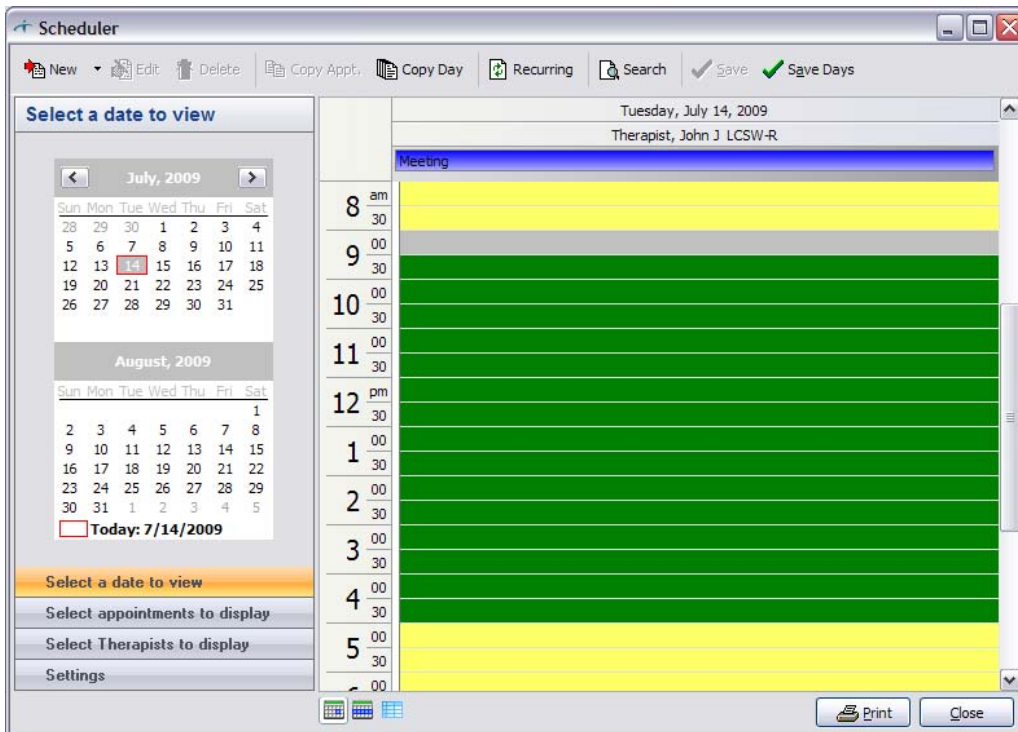 Scheduler
New Edit Delete Copy Appt. Copy Day Recurring Search Save Save Days
Select a date to view
July, 2009
Sun Mon Tue Wed Thu Fri Sat
28 29 30 1 2 3 4
5 6 7 8 9 10 11
12 13 14 15 16 17 18
19 20 21 22 23 24 25
26 27 28 29 30 31
August, 2009
Sun Mon Tue Wed Thu Fri Sat
1
2 3 4 5 6 7 8
9 10 11 12 13 14 15
16 17 18 19 20 21 22
23 24 25 26 27 28 29
30 31 1 2 3 4 5
Today: 7/14/2009
Select a date to view
Select appointments to display
Select Therapists to display
Settings
Tuesday, July 14, 2009
Therapist, John J LCSW-R
Meeting
8 am
30
9 00
30
10 00
30
11 00
30
12 pm
30
1 00
30
2 00
30
3 00
30
4 00
30
5 00
30
00
Print Close